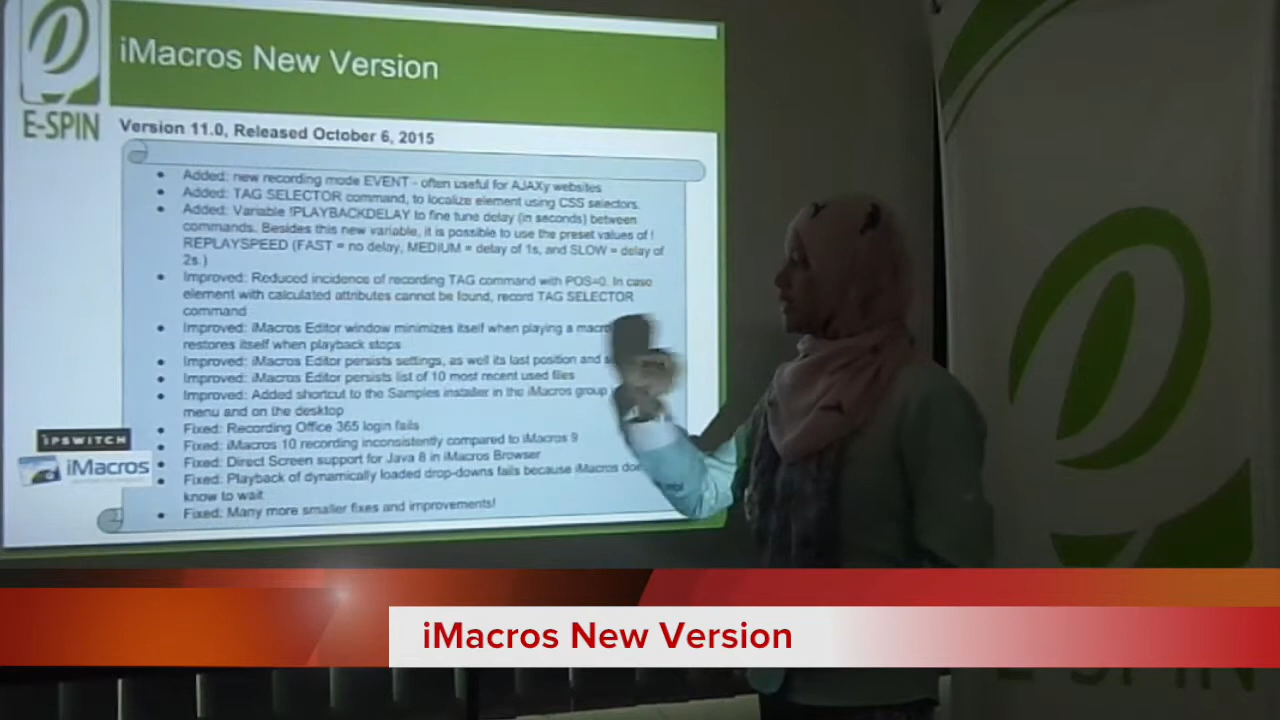 iMacros New Version
E-SPIN
Version 11.0, Released October 6, 2015
• Added: new recording mode EVENT - often useful for AJAXy websites
• Added: TAG SELECTOR command, to localize element using CSS selectors.
• Added: Variable !PLAYBACKDELAY to fine tune delay (in seconds) between
commands. Besides this new variable, it is possible to use the preset values of !
REPLAYSPEED (FAST = no delay, MEDIUM = delay of 1s, and SLOW = delay of
2s.)
• Improved: Reduced incidence of recording TAG command with POS=0. In case
element with calculated attributes cannot be found, record TAG SELECTOR
command
• Improved: iMacros Editor window minimizes itself when playing a macro
restores itself when playback stops
• Improved: iMacros Editor persists settings, as well its last position and
• Improved: iMacros Editor persists list of 10 most recent used files
• Improved: Added shortcut to the Samples installer in the iMacros group
menu and on the desktop
• Fixed: Recording Office 365 login fails
• Fixed: iMacros 10 recording inconsistently compared to iMacros 9
• Fixed: Direct Screen support for Java 8 in iMacros Browser
• Fixed: Playback of dynamically loaded drop-downs fails because iMacros
know to wait
• Fixed: Many more smaller fixes and improvements!
IPSWITCH
iMacros
iMacros New Version
E-SPIN